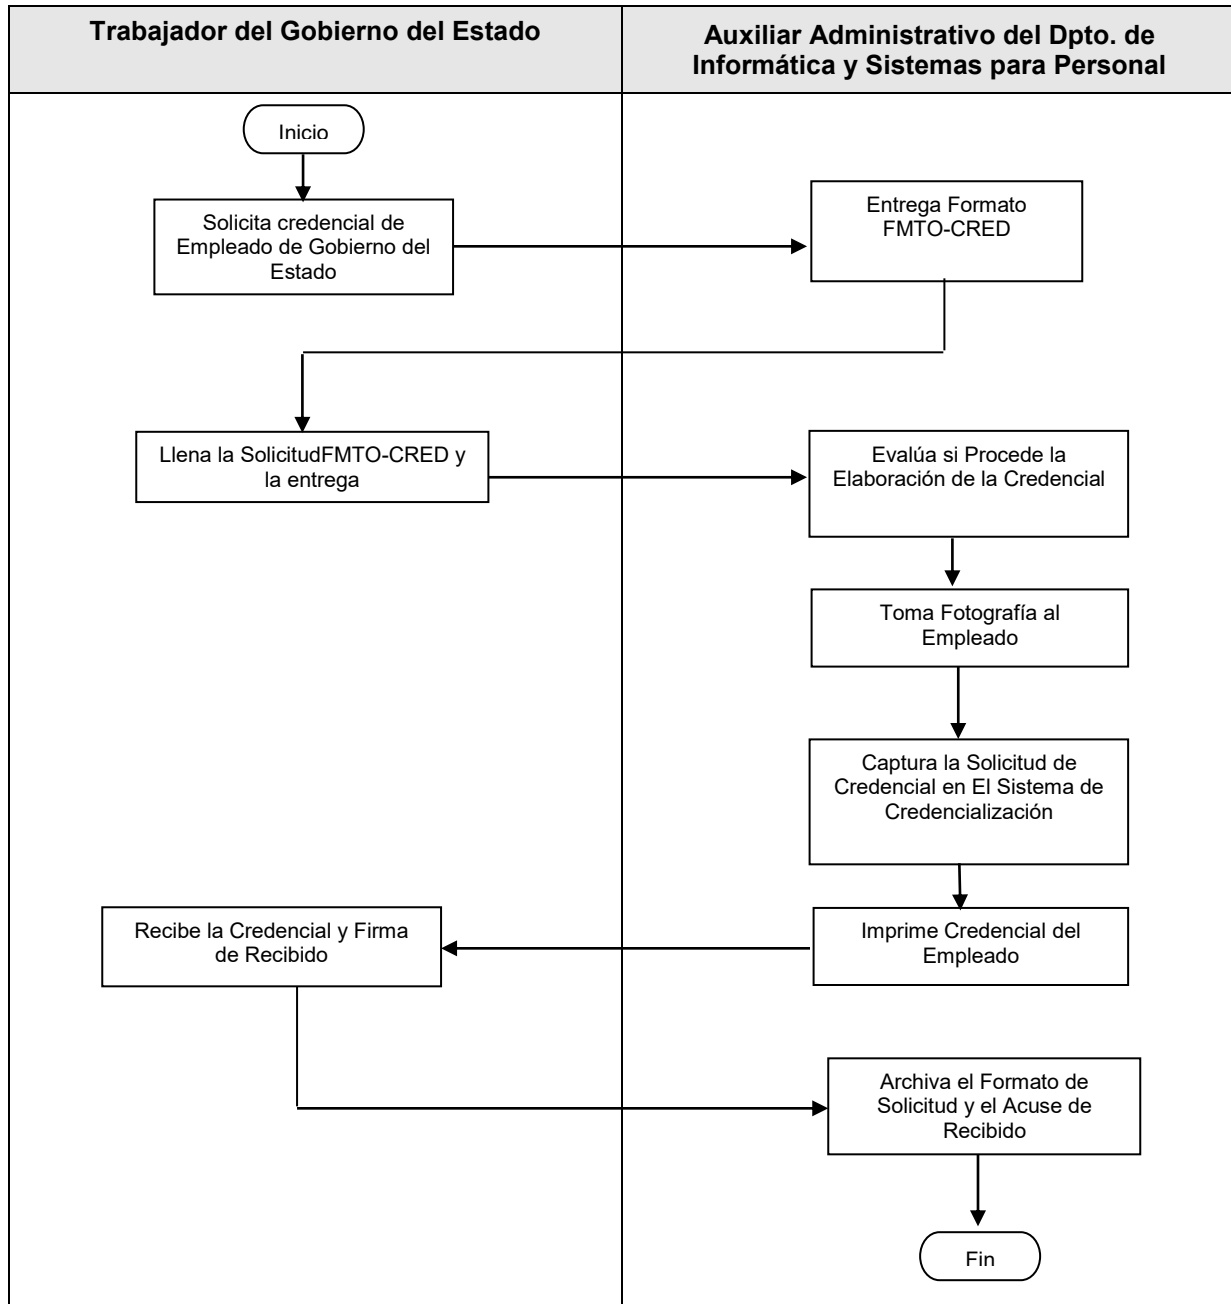 Trabajador del Gobierno del Estado
Auxiliar Administrativo del Dpto. de
Informática y Sistemas para Personal
Inicio
Solicita credencial de
Empleado de Gobierno del
Estado
Entrega Formato
FMTO-CRED
Llena la SolicitudFMTO-CRED y
la entrega
Evalúa si Procede la
Elaboración de la Credencial
Toma Fotografía al
Empleado
Captura la Solicitud de
Credencial en El Sistema de
Credencialización
Imprime Credencial del
Empleado
Recibe la Credencial y Firma
de Recibido
Archiva el Formato de
Solicitud y el Acuse de
Recibido
Fin